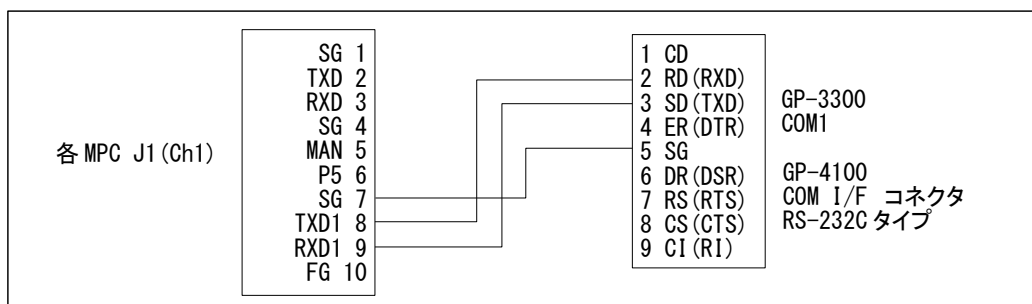 各 MPC J1(Ch1)
SG 1
TXD 2
RXD 3
SG 4
MAN 5
P5 6
SG 7
TXD1 8
RXD1 9
FG 10
1 CD
2 RD(RXD)
3 SD(TXD)
4 ER(DTR)
5 SG
6 DR(DSR)
7 RS(RTS)
8 CS(CTS)
9 CI(RI)
GP-3300
COM1
GP-4100
COM I/F コネクタ
RS-232C タイプ